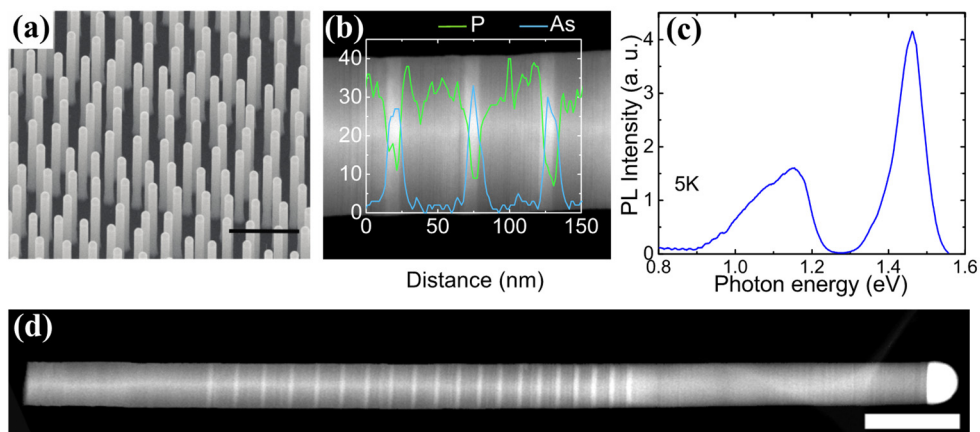 (a)
(b)
P As
40
30
20
10
0
0 50 100 150
Distance (nm)
(c)
PL Intensity (a. u.)
4
3
2
1
0
5K
0.8 1.0 1.2 1.4 1.6
Photon energy (eV)
(d)